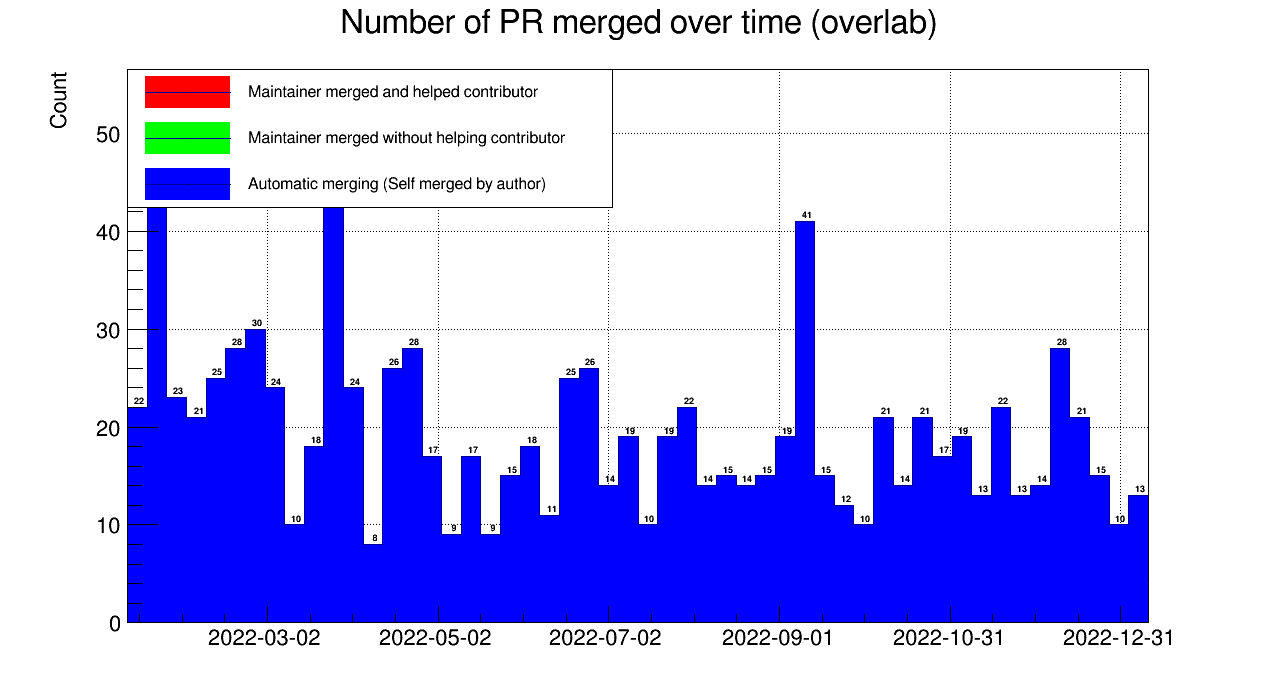 Number of PR merged over time (overlab)
Count
Maintainer merged and helped contributor
Maintainer merged without helping contributor
Automatic merging (Self merged by author)
50
40
30
20
10
0
22 23 21 25 28 30 24 10 18 24 8 26 28 17 9 17 9 15 18 11 25 26 14 19 10 19 22 14 15 14 15 19 41 15 12 10 21 14 21 17 19 13 22 13 14 28 21 15 10 13
2022-03-02 2022-05-02 2022-07-02 2022-09-01 2022-10-31 2022-12-31